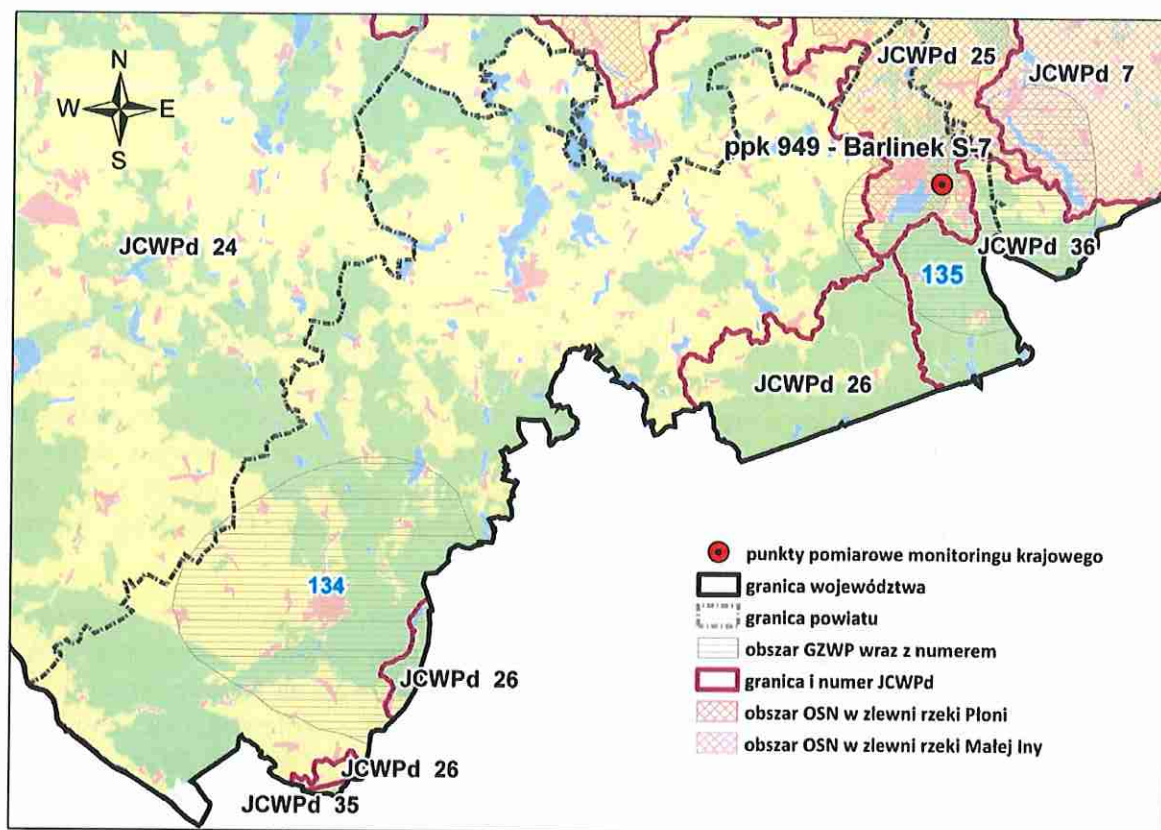 JCWPd 25
JCWPd 7
N
W E
S
ppk 949 - Barlinek S-7
JCWPd 24
JCWPd 36
135
JCWPd 26
134
JCWPd 26
JCWPd 26
JCWPd 35
punkty pomiarowe monitoringu krajowego
granica województwa
granica powiatu
obszar GZWP wraz z numerem
granica i numer JCWPd
obszar OSN w zlewni rzeki Płoni
obszar OSN w zlewni rzeki Małej Iny